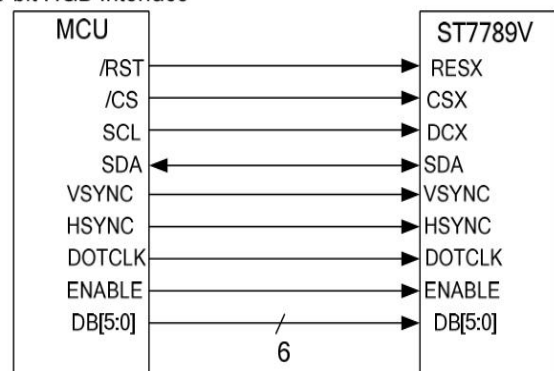 bit RGB Interface
MCU
ST7789V
/RST
RESX
/CS
CSX
SCL
DCX
SDA
SDA
VSYNC
VSYNC
HSYNC
HSYNC
DOTCLK
DOTCLK
ENABLE
ENABLE
DB[5:0]
DB[5:0]
6